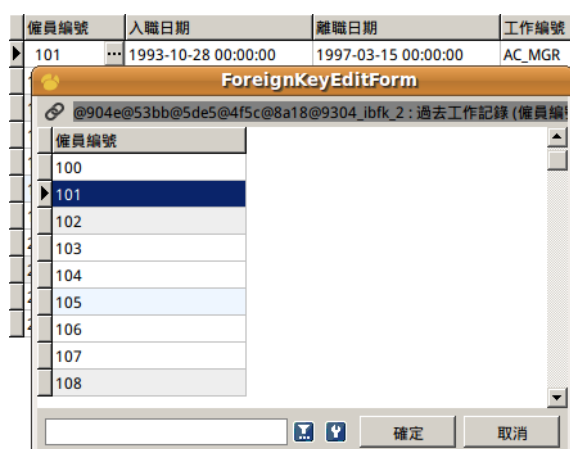 僱員編號 入職日期 離職日期 工作編號
101 ... 1993-10-28 00:00:00 1997-03-15 00:00:00 AC_MGR
ForeignKeyEditForm
@904e@53bb@5de5@4f5c@8a18@9304_ibfk_2 : 過去工作記錄 (僱員編
僱員編號
100
101
102
103
104
105
106
107
108
確定 取消